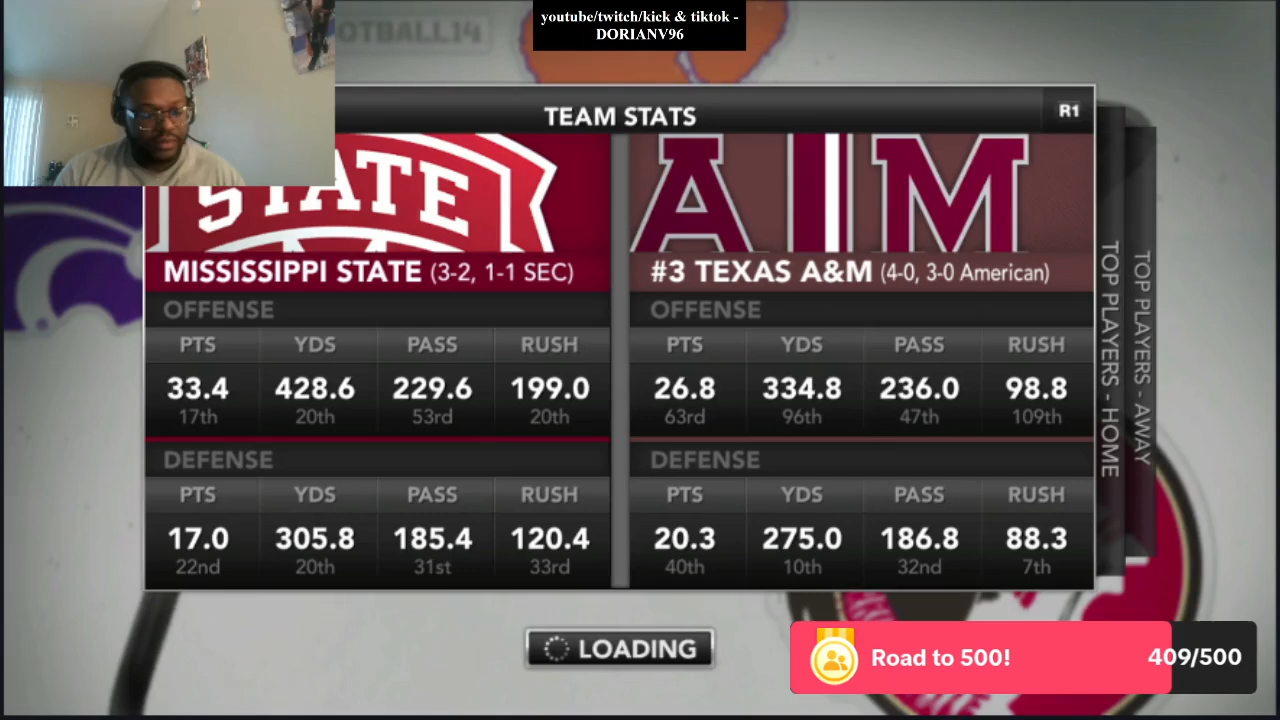 youtube/twitch/kick & tiktok -
DORIANV96
OTBALL14
TEAM STATS
R1
STATE
A M
MISSISSIPPI STATE (3-2, 1-1 SEC)
#3 TEXAS A&M (4-0, 3-0 American)
OFFENSE
PTS YDS PASS RUSH
33.4 428.6 229.6 199.0
17th 20th 53rd 20th
DEFENSE
PTS YDS PASS RUSH
17.0 305.8 185.4 120.4
22nd 20th 31st 33rd
OFFENSE
PTS YDS PASS RUSH
26.8 334.8 236.0 98.8
63rd 96th 47th 109th
DEFENSE
PTS YDS PASS RUSH
20.3 275.0 186.8 88.3
40th 10th 32nd 7th
TOP PLAYERS - HOME
TOP PLAYERS - AWAY
LOADING
Road to 500! 409/500